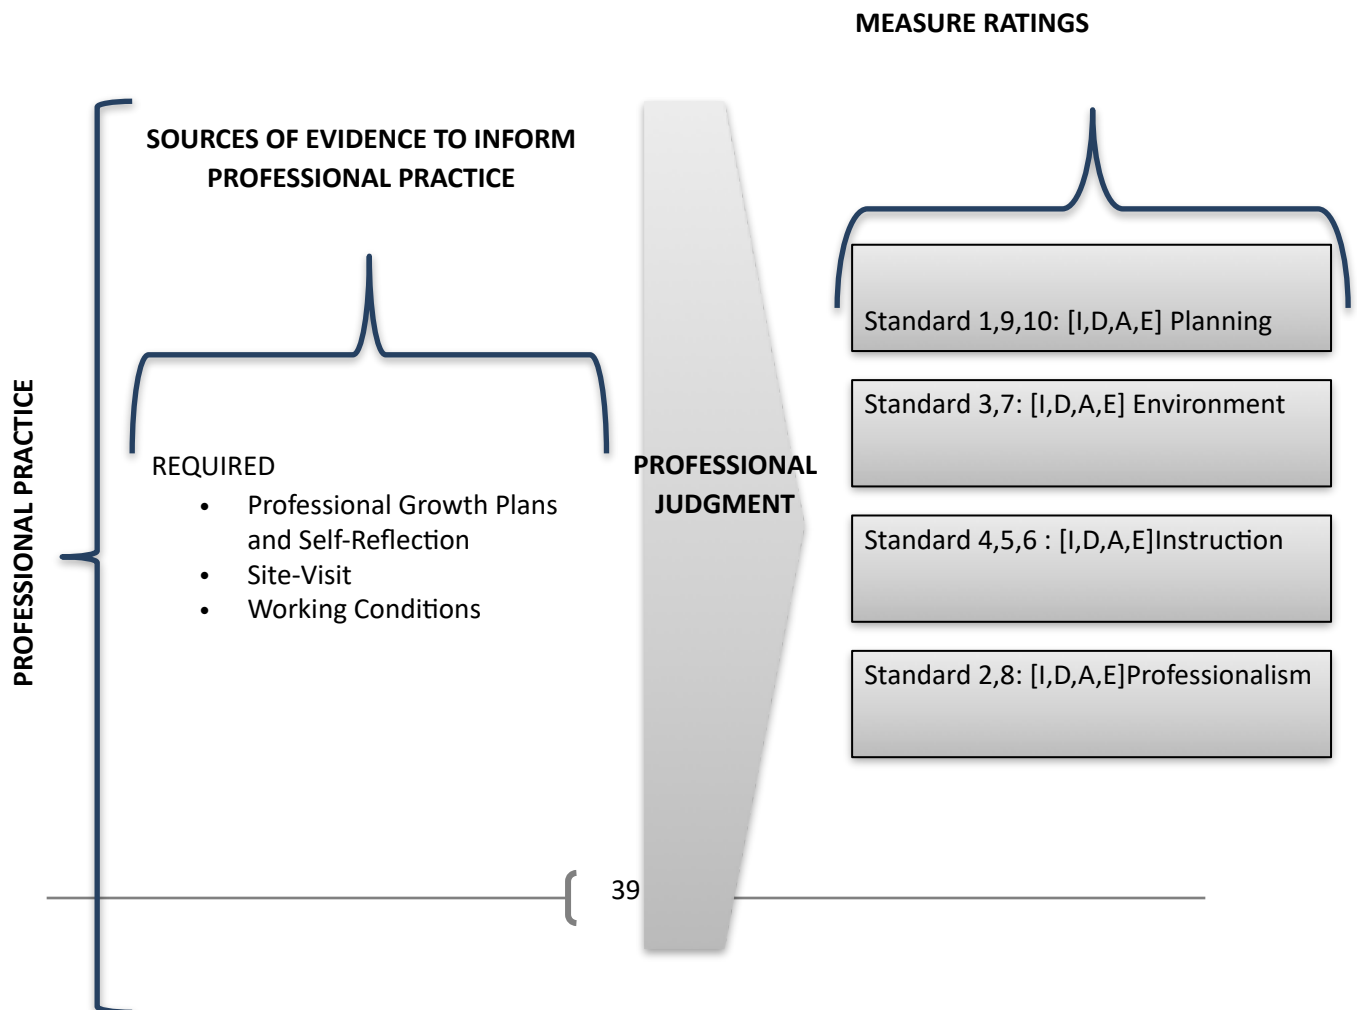 MEASURE RATINGS
SOURCES OF EVIDENCE TO INFORM
PROFESSIONAL PRACTICE
PROFESSIONAL PRACTICE
REQUIRED
• Professional Growth Plans
and Self-Reflection
• Site-Visit
• Working Conditions
PROFESSIONAL
JUDGMENT
Standard 1,9,10: [I,D,A,E] Planning
Standard 3,7: [I,D,A,E] Environment
Standard 4,5,6 : [I,D,A,E]Instruction
Standard 2,8: [I,D,A,E]Professionalism
39